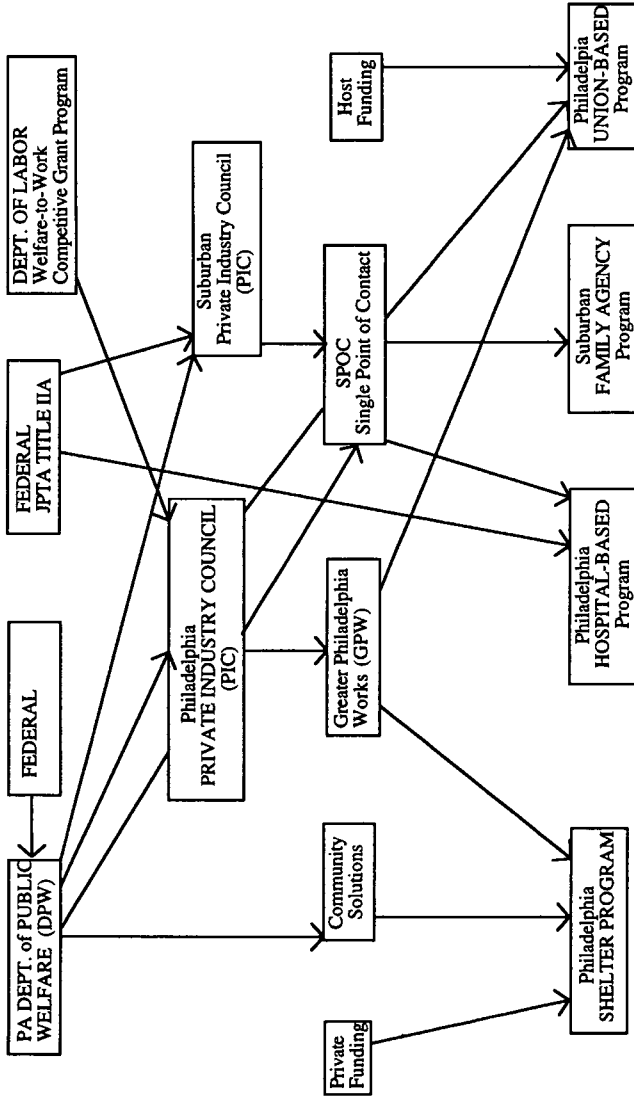 PA DEPT. of PUBLIC
WELFARE (DPW)
FEDERAL
FEDERAL
JPTA TITLE IIA
DEPT. OF LABOR
Welfare-to-Work
Competitive Grant Program
Philadelphia
PRIVATE INDUSTRY COUNCIL
(PIC)
Suburban
Private Industry Council
(PIC)
Private
Funding
Community
Solutions
Greater Philadelphia
Works (GPW)
SPOC
Single Point of Contact
Host
Funding
Philadelphia
SHELTER PROGRAM
Philadelphia
HOSPITAL-BASED
Program
Suburban
FAMILY AGENCY
Program
Philadelpia
UNION-BASED
Program